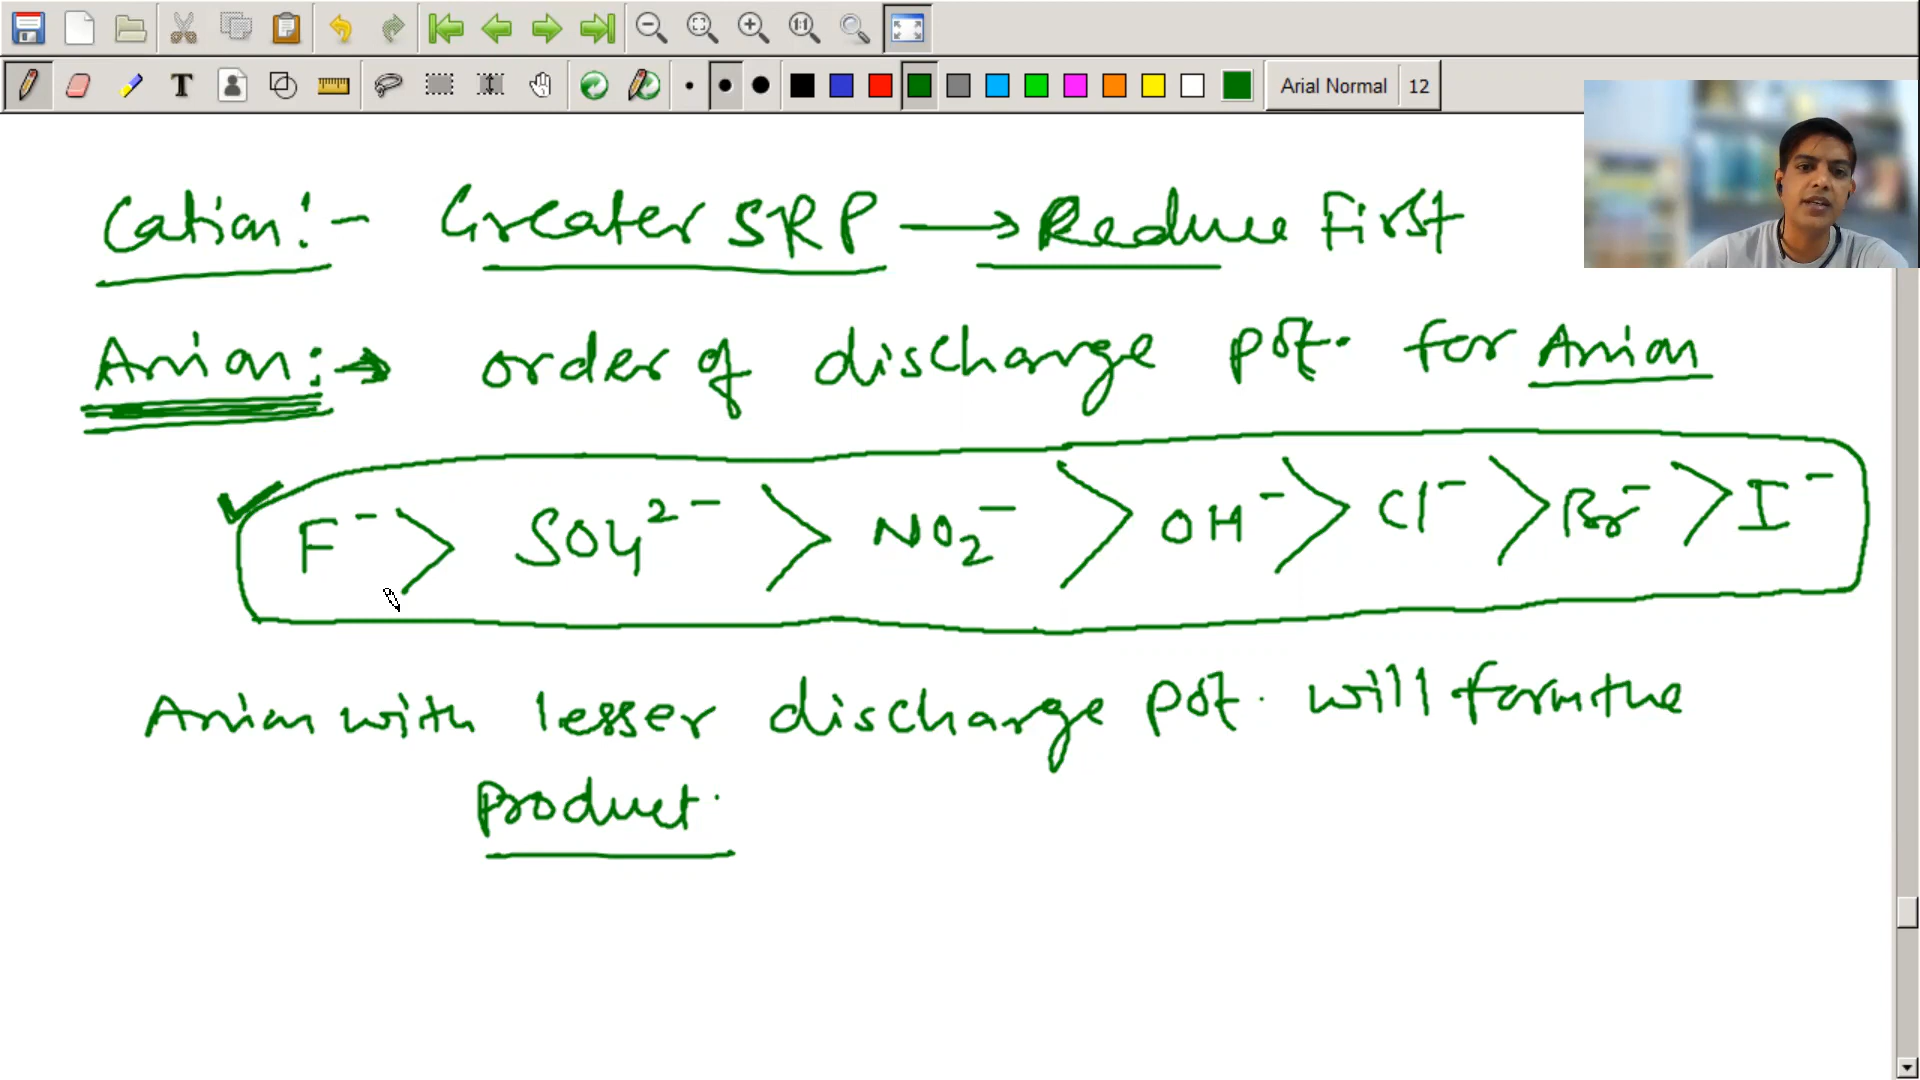 Arial Normal 12
Cation:- Greater SRP → Reduce First
Anion:→ order of discharge pot. for Anion
F⁻ > SO₄²⁻ > NO₂⁻ > OH⁻ > Cl⁻ > Br⁻ > I⁻
Anion with lesser discharge pot. will form the
product.